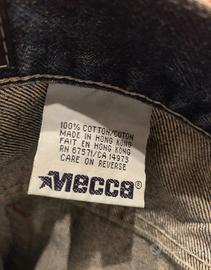 100% COTTON/COTON
MADE IN HONG KONG
FAIT EN HONG KONG
RN 67571/CA 14973
CARE ON REVERSE
MECCA®